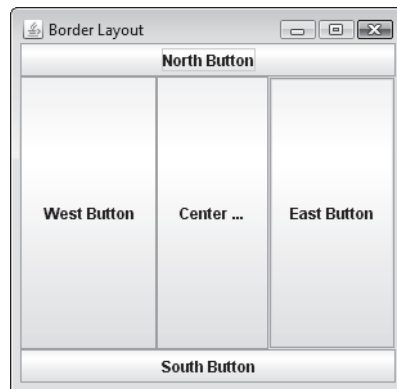 Border Layout
North Button
West Button
Center ...
East Button
South Button